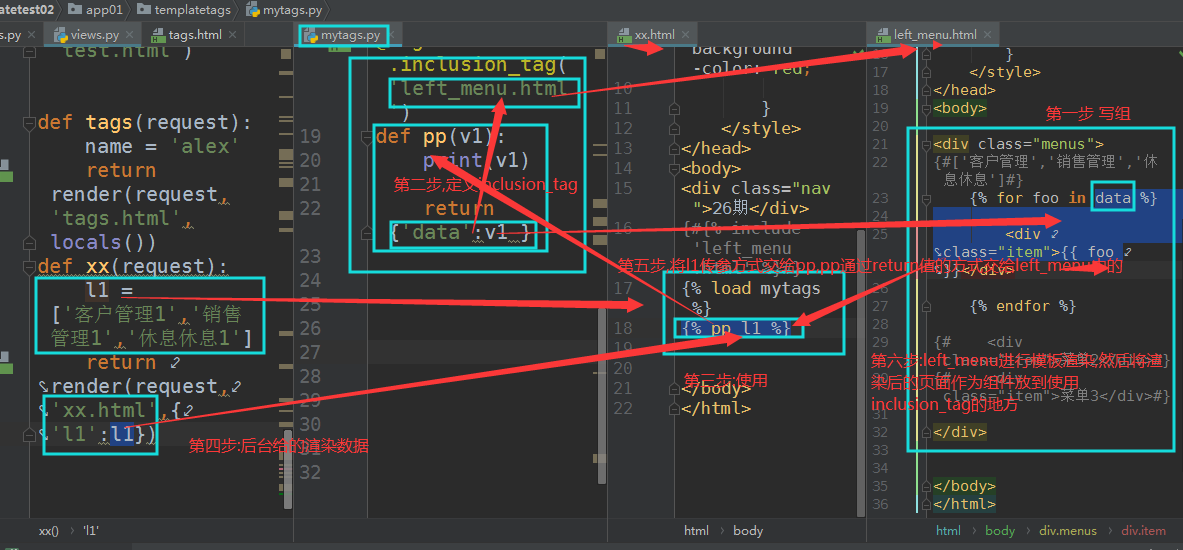 atetest02 app01 templatetags mytags.py
s.py views.py tags.html
test.html')
def tags(request):
name = 'alex'
return
render(request,
'tags.html',
locals())
def xx(request):
l1 =
['客户管理1','销售
管理1','休息休息1']
return
render(request,
'xx.html',{
'l1':l1})
第四步:后台给的渲染数据
xx() 'l1'
mytags.py
.inclusion_tag(
'left_menu.html'
')
19 def pp(v1):
20 print(v1)
21 第二步,定义inclusion_tag
22 return
{'data':v1 }
23
24
25
26
27
28
29
30
31
32
xx.html
background
-color: red;
10
11 }
12 </style>
13 </head>
14 <body>
15 <div class="nav
">26期</div>
16 {#{% include
'left_menu
第五步 将l1传参方式交给pp,pp通过return值的方式交给left_menu中的
17 {% load mytags
%}
18 {% pp l1 %}
19
20
第三步:使用
21 </body>
22 </html>
html body
left_menu.html
16 }
17 </style>
18 </head>
19 <body>
第一步 写组
20
21 <div class="menus">
22 {#['客户管理','销售管理','休
息休息']#}
23 {% for foo in data %}
24
25 <div
class="item">{{ foo
}}</div>
26
27 {% endfor %}
28
29 {# <div
第六步:left_menu进行模板渲染,然后将渲
染后的页面作为组件放到使用
inclusion_tag的地方
class="item">菜单3</div>#}
31
32 </div>
33
34
35 </body>
36 </html>
html body div.menus div.item